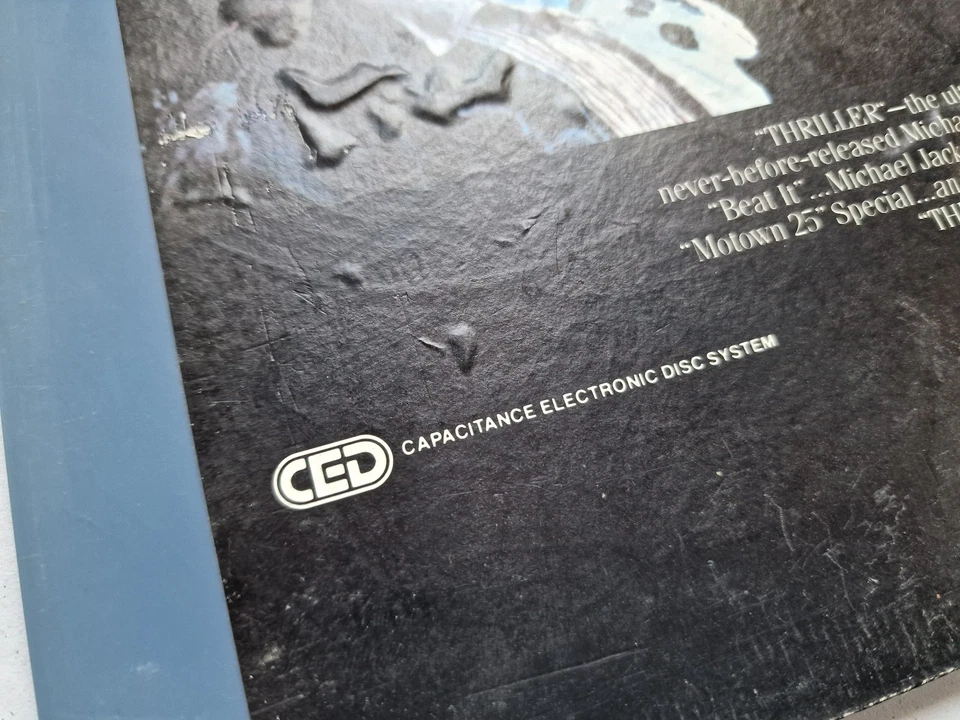 "THRILLER"—the
never-before-released
"Beat It"...Michael
"Motown 25" Special...
CAPACITANCE ELECTRONIC DISC SYSTEM
CED